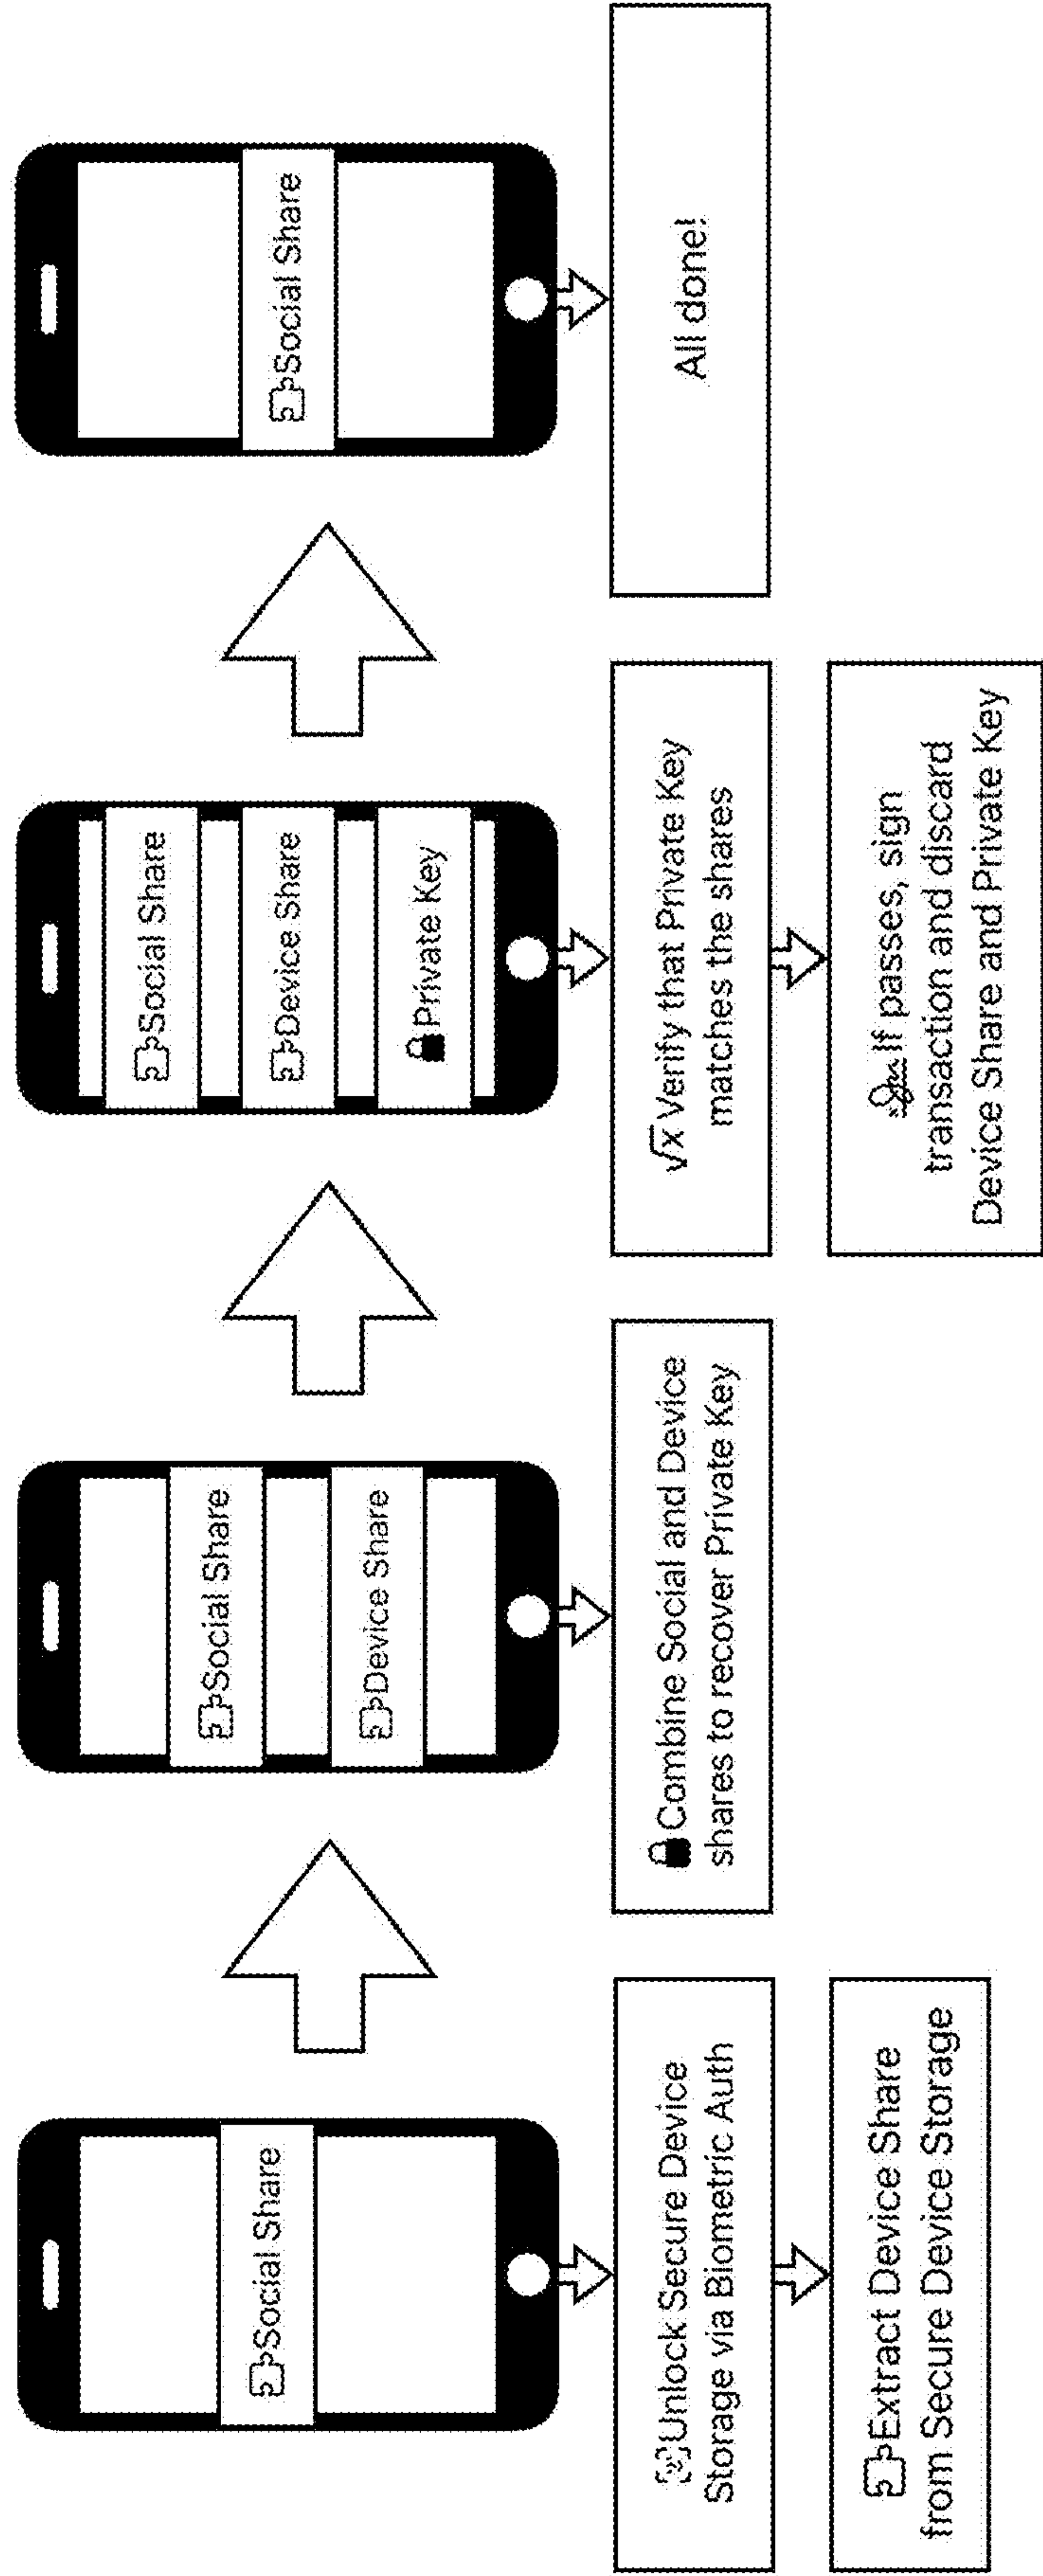 Social Share
Unlock Secure Device
Storage via Biometric Auth
Extract Device Share
from Secure Device Storage
Social Share
Device Share
Combine Social and Device
shares to recover Private Key
Social Share
Device Share
Private Key
√x Verify that Private Key
matches the shares
If passes, sign
transaction and discard
Device Share and Private Key
Social Share
All done!